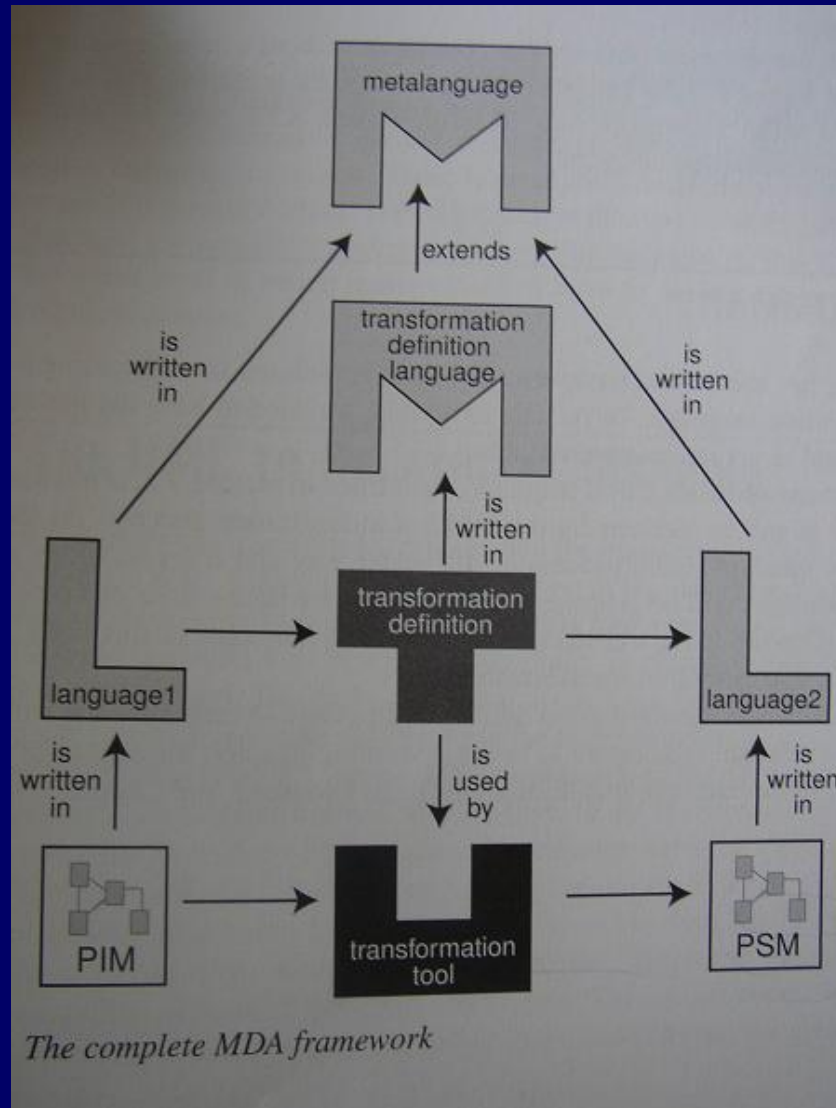 metalanguage
extends
is
written
in
is
written
in
transformation
definition
language
is
written
in
transformation
definition
language1
language2
is
written
in
is
used
by
is
written
in
PIM
transformation
tool
PSM
The complete MDA framework